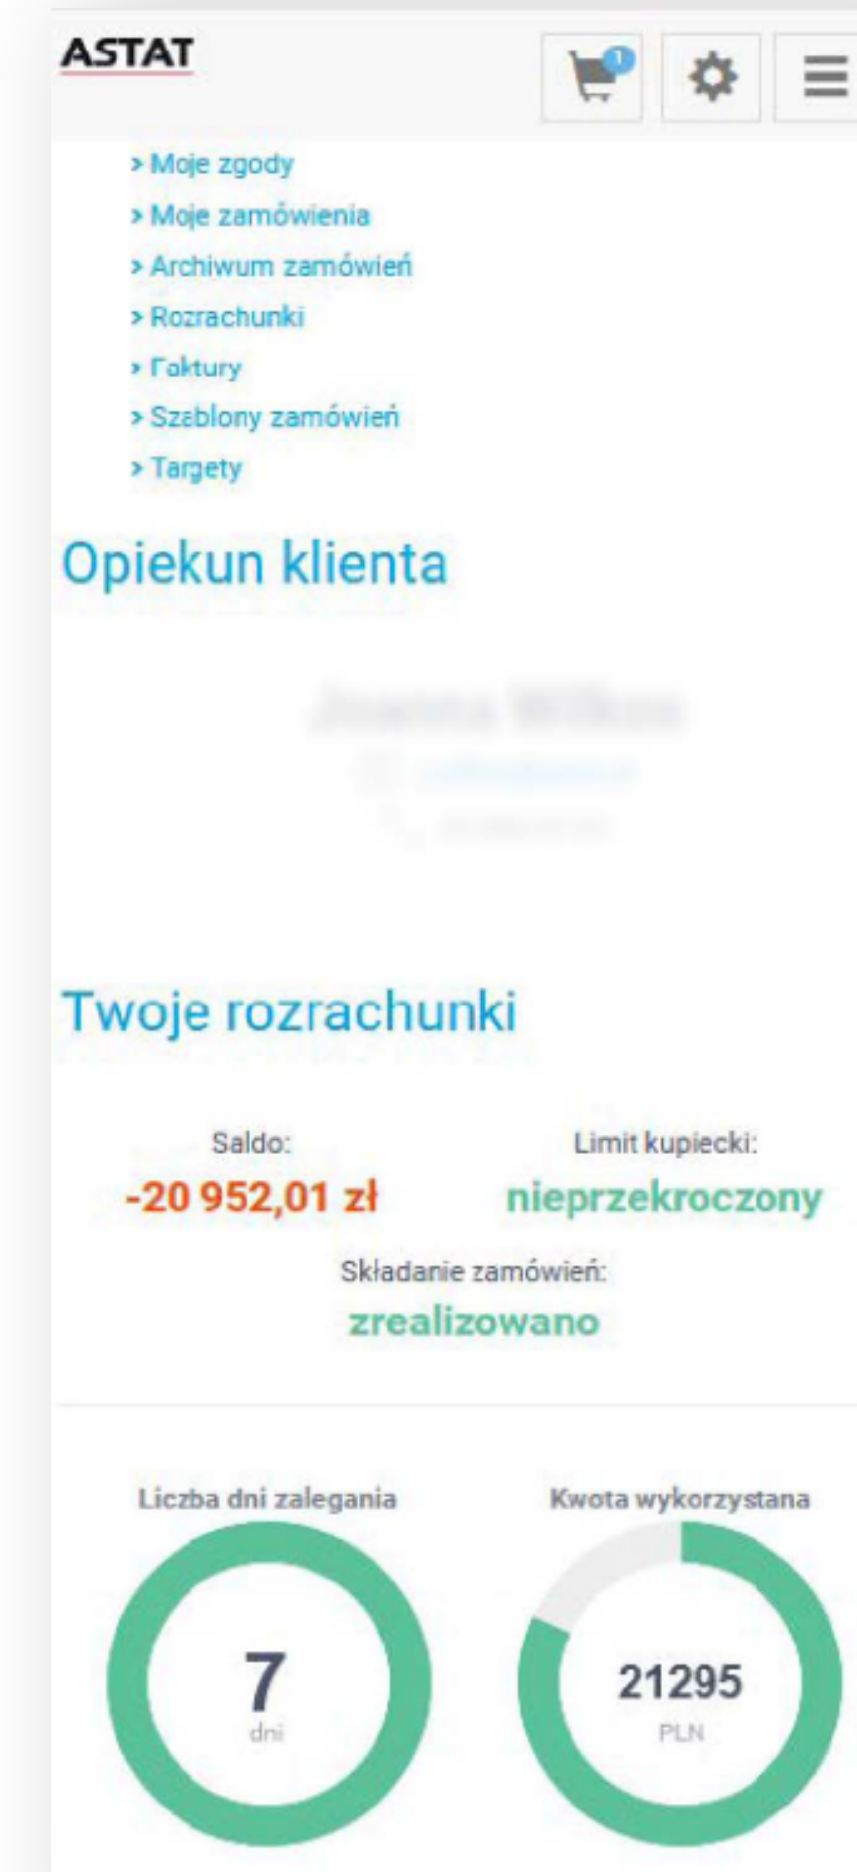 ASTAT
1
> Moje zgody
> Moje zamówienia
> Archiwum zamówień
> Rozrachunki
> Faktury
> Szablony zamówień
> Targety
Opiekun klienta
Twoje rozrachunki
Saldo:
-20 952,01 zł
Limit kupiecki:
nieprzekroczony
Składanie zamówień:
zrealizowano
Liczba dni zalegania
7
dni
Kwota wykorzystana
21295
PLN